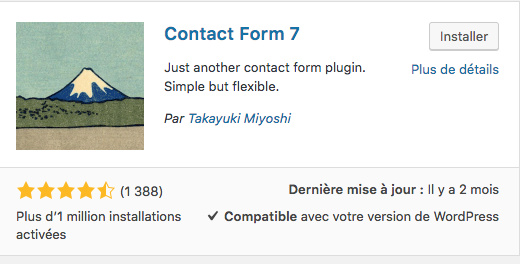 Contact Form 7
Installer
Just another contact form plugin.
Simple but flexible.
Plus de détails
Par Takayuki Miyoshi
(1 388)
Dernière mise à jour : Il y a 2 mois
Plus d'1 million installations
activées
Compatible avec votre version de WordPress